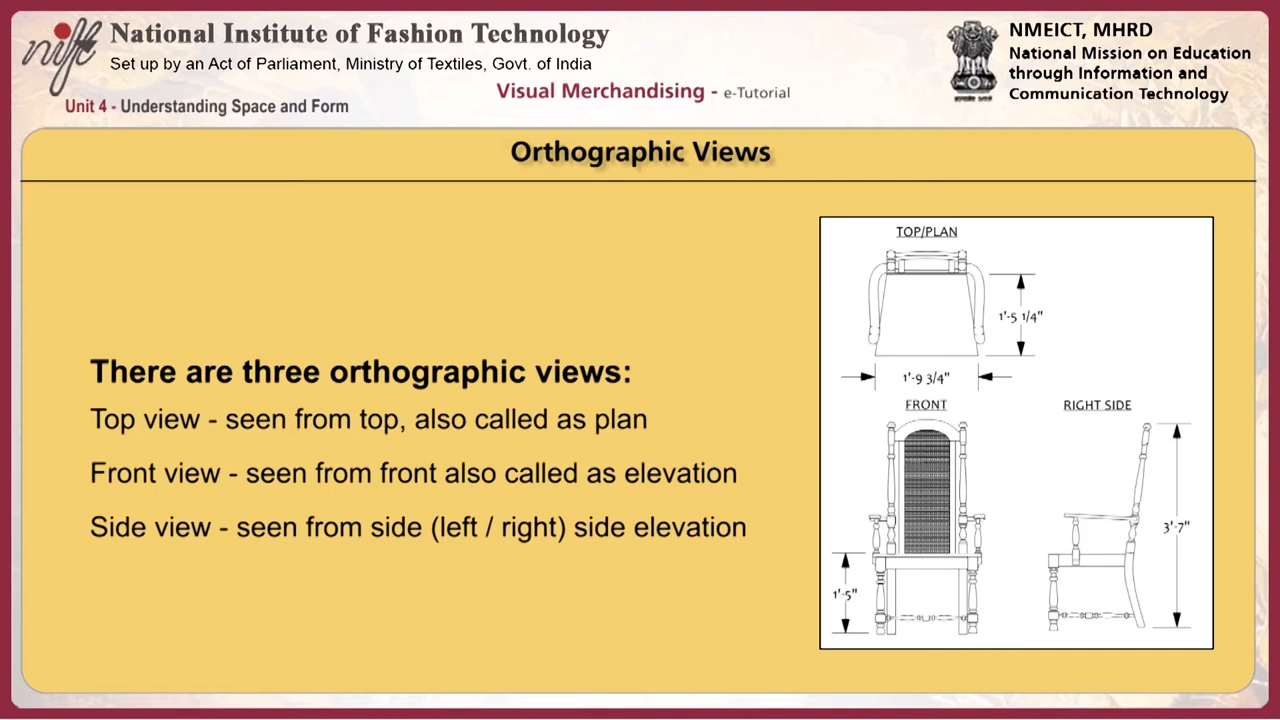 nift
National Institute of Fashion Technology
Set up by an Act of Parliament, Ministry of Textiles, Govt. of India
Unit 4 - Understanding Space and Form
Visual Merchandising - e-Tutorial
NMEICT, MHRD
National Mission on Education
through Information and
Communication Technology
Orthographic Views
There are three orthographic views:
Top view - seen from top, also called as plan
Front view - seen from front also called as elevation
Side view - seen from side (left / right) side elevation
TOP/PLAN
1'-5 1/4"
1'-9 3/4"
FRONT
RIGHT SIDE
3'-7"
1'-5"